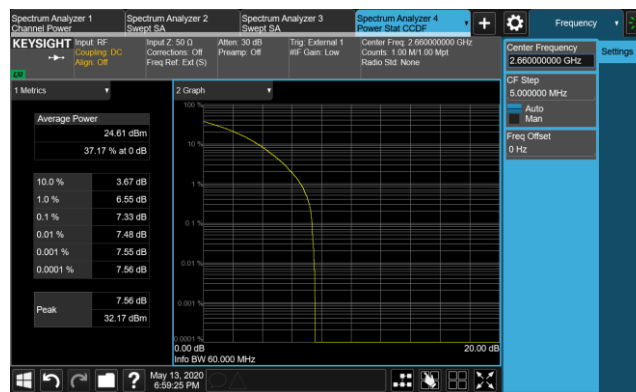 Spectrum Analyzer 1
Channel Power
Spectrum Analyzer 2
Swept SA
Spectrum Analyzer 3
Swept SA
Spectrum Analyzer 4
Power Stat CCDF
Frequency
KEYSIGHT
Input: RF
Coupling: DC
Align: Off
Input Z: 50 Ω
Corrections: Off
Freq Ref: Ext (S)
Atten: 30 dB
Preamp: Off
Trig: External 1
#IF Gain: Low
Center Freq: 2.660000000 GHz
Counts: 1.00 M/1.00 Mpt
Radio Std: None
Center Frequency
2.660000000 GHz
Settings
CF Step
5.000000 MHz
Auto
Man
Freq Offset
0 Hz
1 Metrics
2 Graph
Average Power
24.61 dBm
37.17 % at 0 dB
10.0 % 3.67 dB
1.0 % 6.55 dB
0.1 % 7.33 dB
0.01 % 7.48 dB
0.001 % 7.55 dB
0.0001 % 7.56 dB
Peak
7.56 dB
32.17 dBm
100 %
10 %
1 %
0.1 %
0.01 %
0.001 %
0.0001 %
0.00 dB
20.00 dB
Info BW 60.000 MHz
?
May 13, 2020
6:59:25 PM